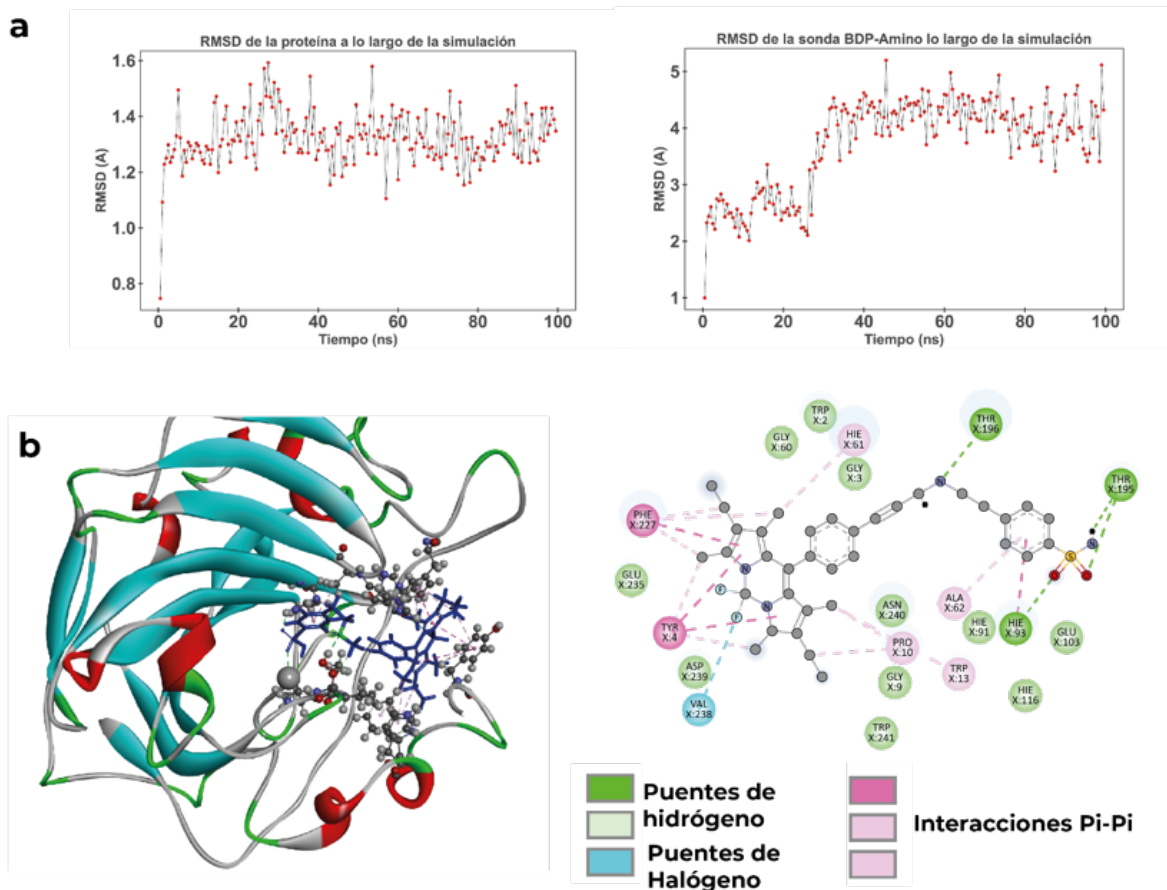 a
RMSD de la proteína a lo largo de la simulación
RMSD (A)
1.6
1.4
1.2
1.0
0.8
0
20
40
60
80
100
Tiempo (ns)
RMSD de la sonda BDP-Amino lo largo de la simulación
RMSD (A)
5
4
3
2
1
0
20
40
60
80
100
Tiempo (ns)
b
TRP
X:2
GLY
X:60
HIE
X:61
GLY
X:3
THR
X:196
THR
X:195
PHE
X:227
N
N
GLU
X:235
N
F
F
N
S
O
O
ALA
X:62
ASN
X:240
HIE
X:91
HIE
X:93
GLU
X:103
TYR
X:4
PRO
X:10
ASP
X:239
GLY
X:9
TRP
X:13
HIE
X:116
VAL
X:238
TRP
X:241
Puentes de
hidrógeno
Puentes de
Halógeno
Interacciones Pi-Pi